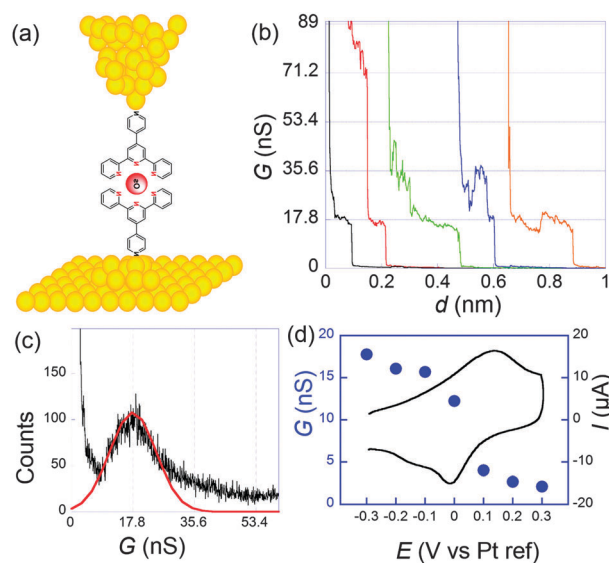 (a)
N
N
N
N
Co
N
N
N
N
(b)
G (nS)
89
71.2
53.4
35.6
17.8
0
0
0.2
0.4
0.6
0.8
1
d (nm)
(c)
Counts
150
100
50
0
0
17.8
35.6
53.4
G (nS)
(d)
G (nS)
20
15
10
5
0
20
10
0
-10
-20
I (µA)
-0.3 -0.2 -0.1 0 0.1 0.2 0.3
E (V vs Pt ref)